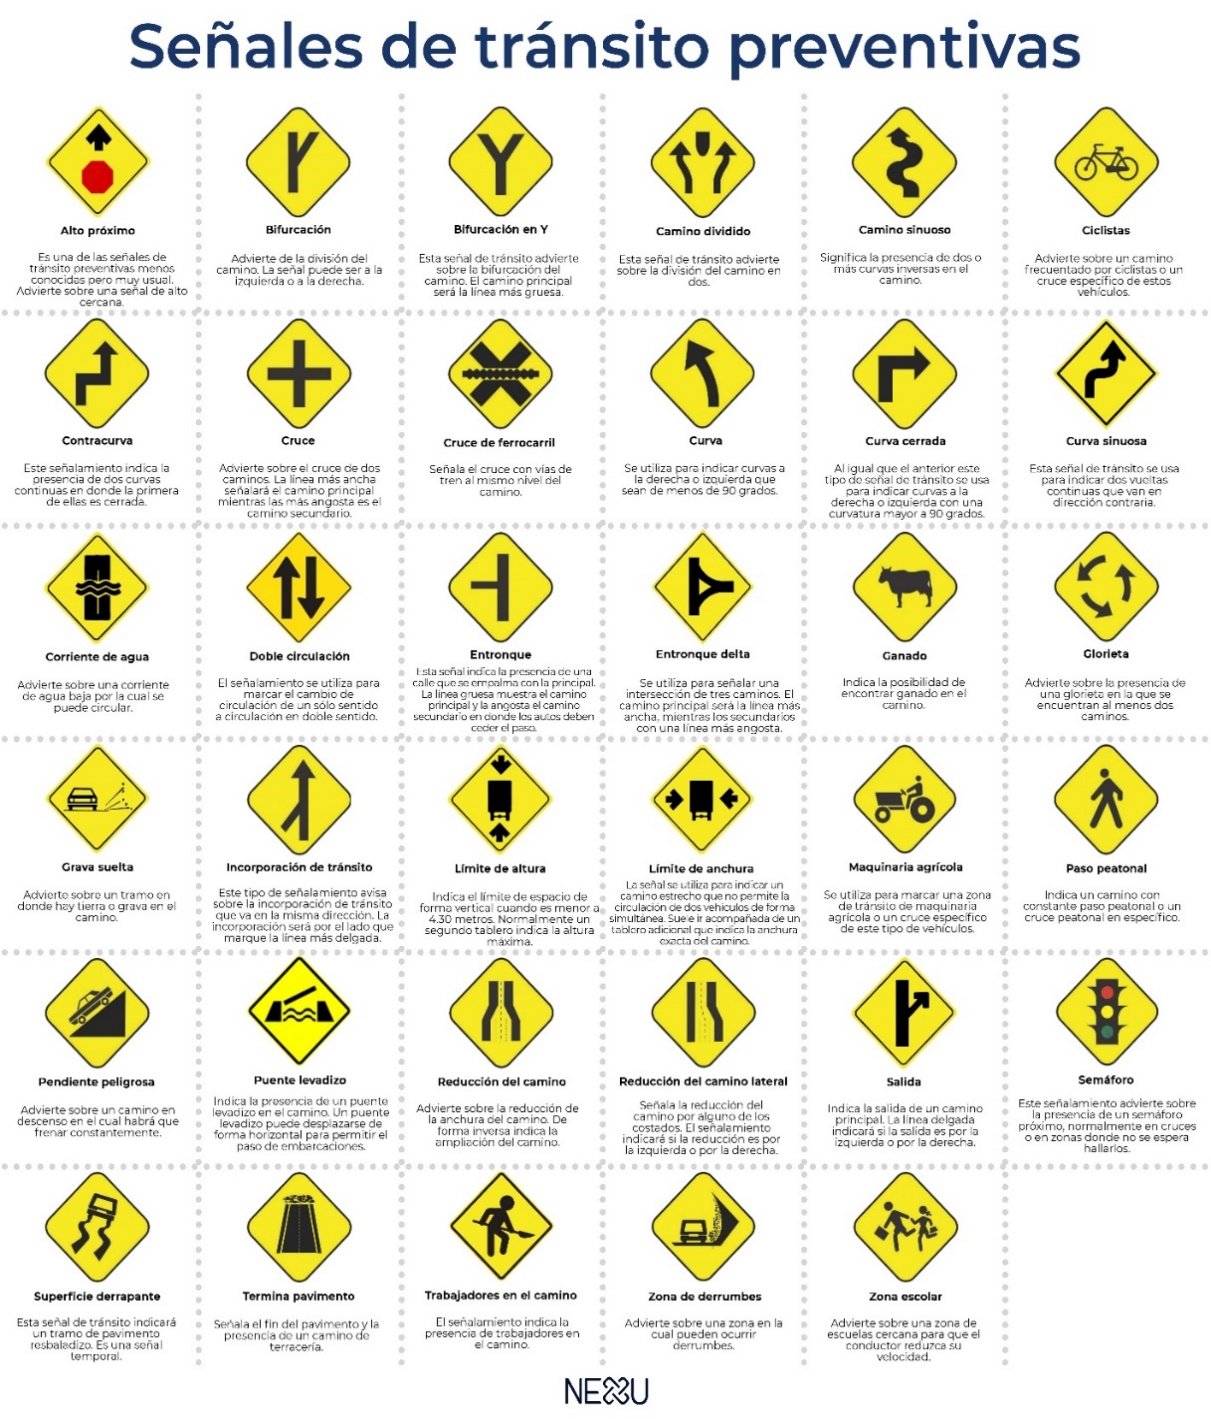 Señales de tránsito preventivas
Alto próximo
Es una de las señales de
tránsito preventivas menos
conocidas pero muy usual.
Advierte sobre una señal de alto
cercana.
Bifurcación
Advierte de la división del
camino. La señal puede ser a la
izquierda o a la derecha.
Bifurcación en Y
Esta señal de tránsito advierte
sobre la bifurcación del
camino. El camino principal
será la línea más gruesa.
Camino dividido
Esta señal de tránsito advierte
sobre la división del camino en
dos.
Camino sinuoso
Significa la presencia de dos o
más curvas inversas en el
camino.
Ciclistas
Advierte sobre un camino
frecuentado por ciclistas o un
cruce específico de estos
vehículos.
Contracurva
Este señalamiento indica la
presencia de dos curvas
continuas en donde la primera
de ellas es cerrada.
Cruce
Advierte sobre el cruce de dos
caminos. La línea más ancha
señalará el camino principal
mientras las más angosta es el
camino secundario.
Cruce de ferrocarril
Señala el cruce con vías de
tren al mismo nivel del
camino.
Curva
Se utiliza para indicar curvas a
la derecha o izquierda que
sean de menos de 90 grados.
Curva cerrada
Al igual que el anterior este
tipo de señal de tránsito se usa
para indicar curvas a la
derecha o izquierda con una
curvatura mayor a 90 grados.
Curva sinuosa
Esta señal de tránsito se usa
para indicar dos vueltas
continuas que van en
dirección contraria.
Corriente de agua
Advierte sobre una corriente
de agua baja por la cual se
puede circular.
Doble circulación
El señalamiento se utiliza para
marcar el cambio de
circulación de un sólo sentido
a circulación en doble sentido.
Entronque
Esta señal indica la presencia de una
calle que se empalma con la principal.
La línea gruesa muestra el camino
principal y la angosta el camino
secundario en donde los autos deben
ceder el paso.
Entronque delta
Se utiliza para señalar una
intersección de tres caminos. El
camino principal será la línea más
ancha, mientras los secundarios
con una línea más angosta.
Ganado
Indica la posibilidad de
encontrar ganado en el
camino.
Glorieta
Advierte sobre la presencia de
una glorieta en la que se
encuentran al menos dos
caminos.
Grava suelta
Advierte sobre un tramo en
donde hay tierra o grava en el
camino.
Incorporación de tránsito
Este tipo de señalamiento avisa
sobre la incorporación de tránsito
que va en la misma dirección. La
incorporación será por el lado que
marque la línea más delgada.
Límite de altura
Indica el límite de espacio de
forma vertical cuando es menor a
4.30 metros. Normalmente un
segundo tablero indica la altura
máxima.
Límite de anchura
La señal se utiliza para indicar un
camino estrecho que no permite la
circulación de dos vehículos de forma
simultánea. Suele ir acompañada de un
tablero adicional que indica la anchura
exacta del camino.
Maquinaria agrícola
Se utiliza para marcar una zona
de tránsito de maquinaria
agrícola o un cruce específico
de este tipo de vehículos.
Paso peatonal
Indica un camino con
constante paso peatonal o un
cruce peatonal en específico.
Pendiente peligrosa
Advierte sobre un camino en
descenso en el cual habrá que
frenar constantemente.
Puente levadizo
Indica la presencia de un puente
levadizo en el camino. Un puente
levadizo puede desplazarse de
forma horizontal para permitir el
paso de embarcaciones.
Reducción del camino
Advierte sobre la reducción de
la anchura del camino. De
forma inversa indica la
ampliación del camino.
Reducción del camino lateral
Señala la reducción del
camino por alguno de los
costados. El señalamiento
indicará si la reducción es por
la izquierda o por la derecha.
Salida
Indica la salida de un camino
principal. La línea delgada
indicará si la salida es por la
izquierda o por la derecha.
Semáforo
Este señalamiento advierte sobre
la presencia de un semáforo
próximo, normalmente en cruces
o en zonas donde no se espera
hallarlos.
Superficie derrapante
Esta señal de tránsito indicará
un tramo de pavimento
resbaladizo. Es una señal
temporal.
Termina pavimento
Señala el fin del pavimento y la
presencia de un camino de
terracería.
Trabajadores en el camino
El señalamiento indica la
presencia de trabajadores en
el camino.
Zona de derrumbes
Advierte sobre una zona en la
cual pueden ocurrir
derrumbes.
Zona escolar
Advierte sobre una zona de
escuelas cercana para que el
conductor reduzca su
velocidad.
NEXU